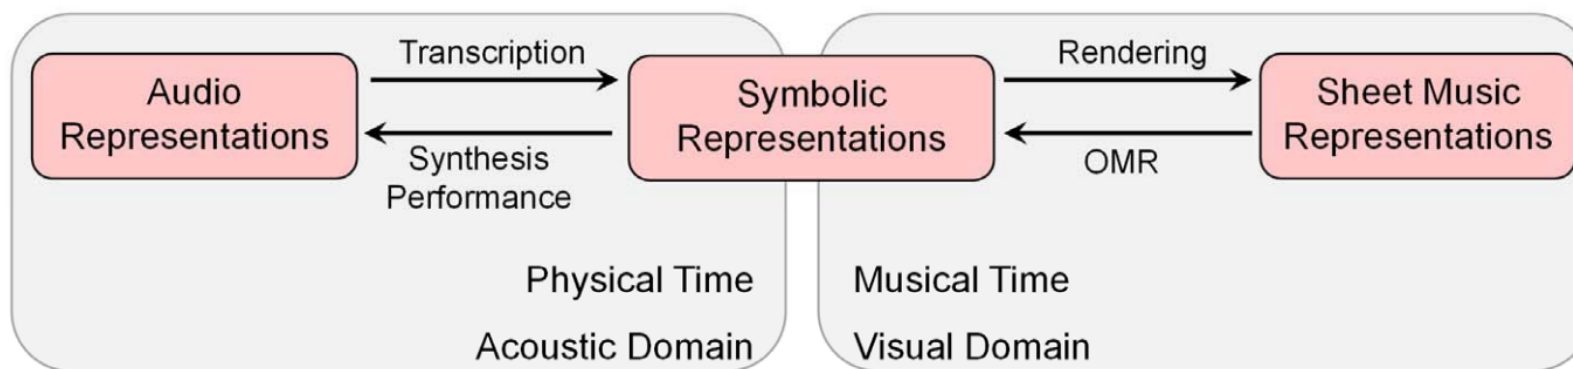 Audio
Representations
Transcription
Synthesis
Performance
Symbolic
Representations
Rendering
OMR
Sheet Music
Representations
Physical Time
Acoustic Domain
Musical Time
Visual Domain